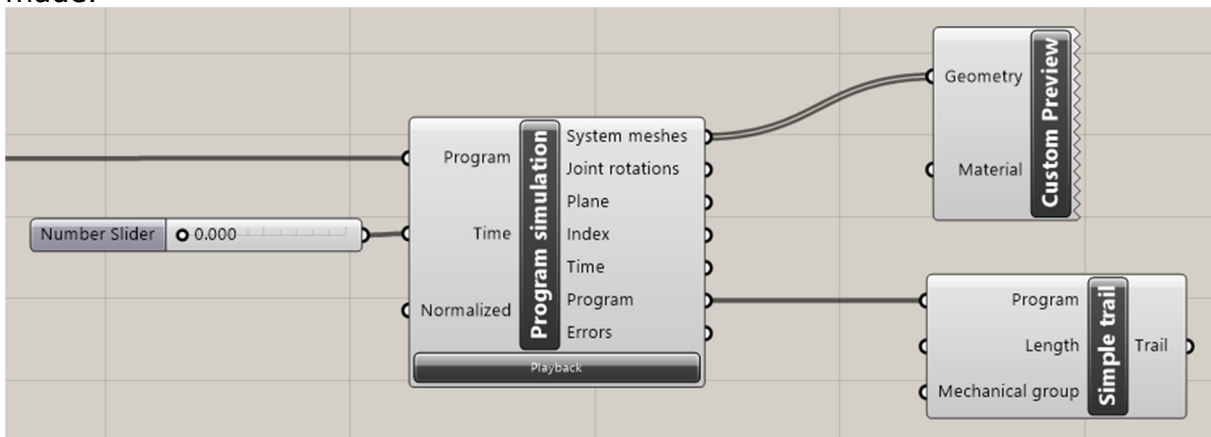 Geometry
Material
Custom Preview
Number Slider
0.000
Program
Time
Normalized
Program simulation
System meshes
Joint rotations
Plane
Index
Time
Program
Errors
Playback
Program
Length
Mechanical group
Simple trail
Trail